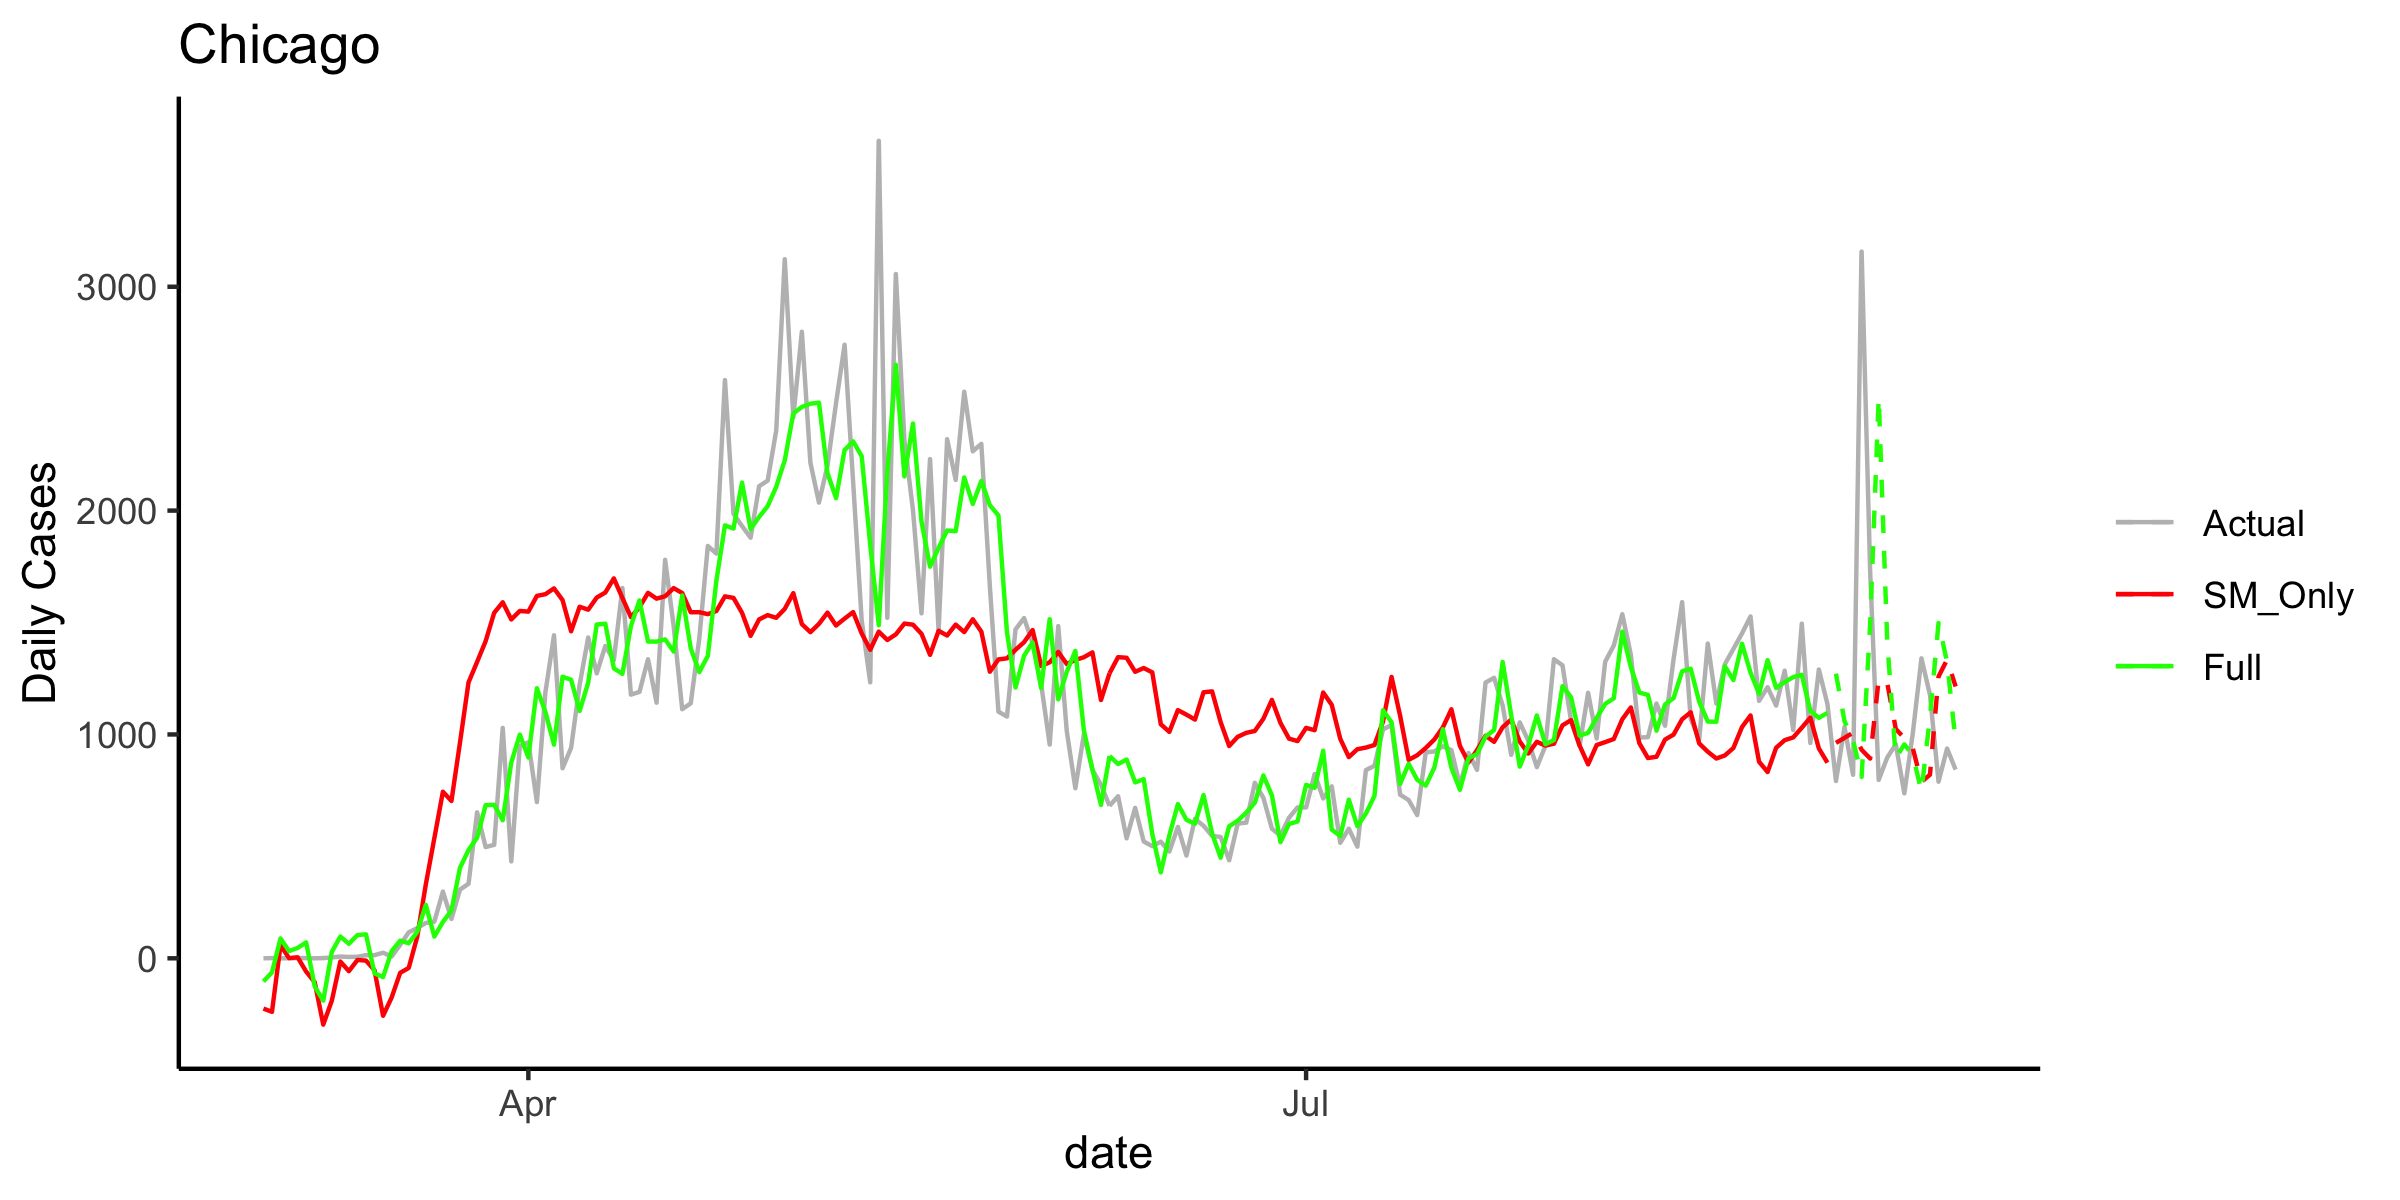 Chicago
Daily Cases
3000
2000
1000
0
Apr
Jul
date
Actual
SM_Only
Full